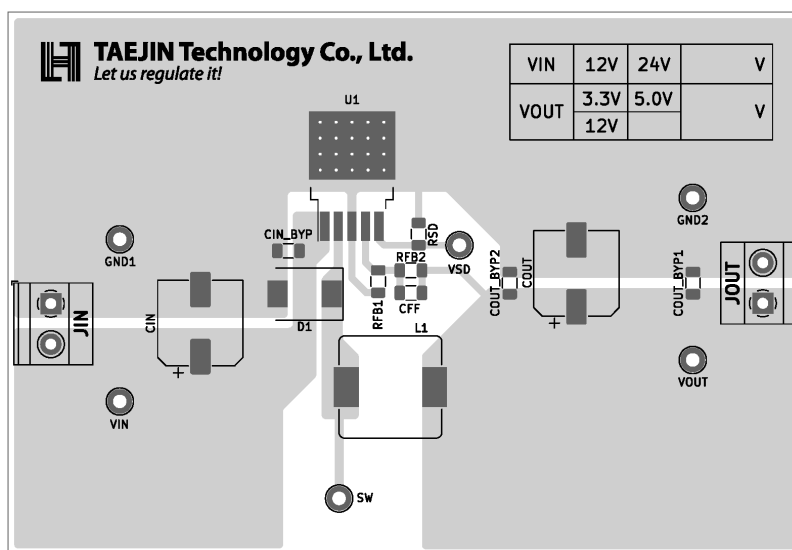 TAEJIN Technology Co., Ltd.
Let us regulate it!
VIN 12V 24V V
VOUT 3.3V 5.0V V
12V
U1
GND1
CIN_BYP
RSD
VSD
GND2
RFB2
COUT_BYP2
COUT
COUT_BYP1
JOUT
JIN
CIN
D1
RFB1
CFF
L1
VIN
VOUT
SW
+
+